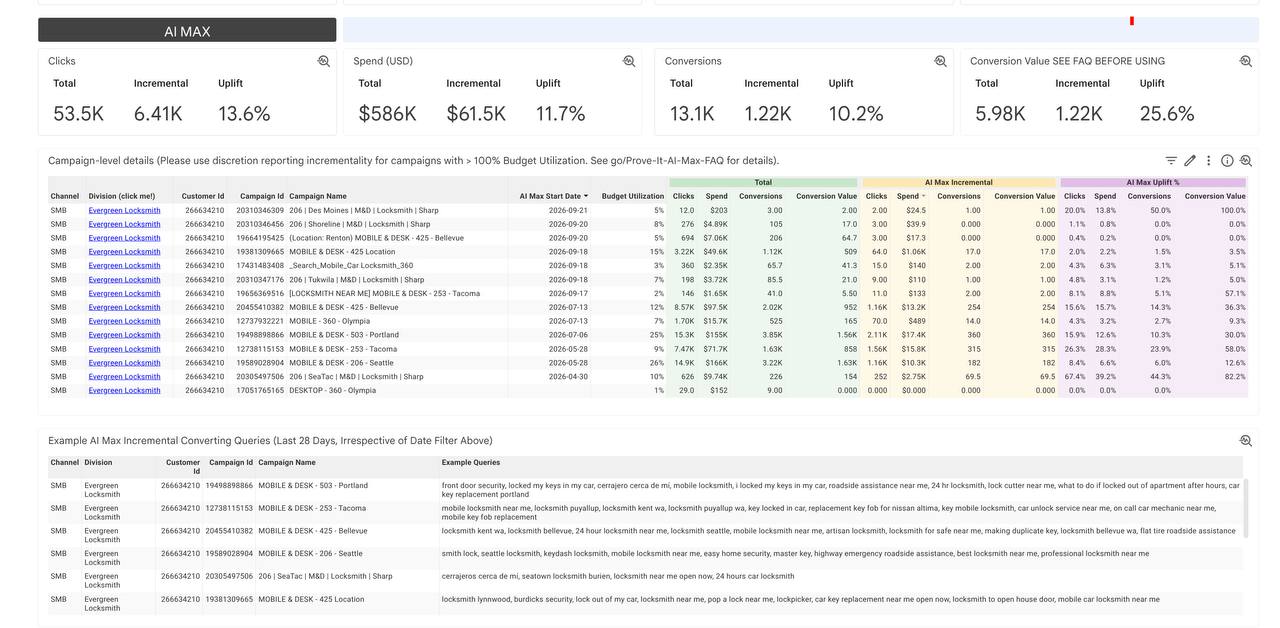 AI MAX
Clicks
Total Incremental Uplift
53.5K 6.41K 13.6%
Spend (USD)
Total Incremental Uplift
$586K $61.5K 11.7%
Conversions
Total Incremental Uplift
13.1K 1.22K 10.2%
Conversion Value SEE FAQ BEFORE USING
Total Incremental Uplift
5.98K 1.22K 25.6%
Campaign-level details (Please use discretion reporting incrementality for campaigns with > 100% Budget Utilization. See go/Prove-It-AI-Max-FAQ for details).
Total AI Max Incremental AI Max Uplift %
Channel Division (click me!) Customer Id Campaign Id Campaign Name AI Max Start Date Budget Utilization Clicks Spend Conversions Conversion Value Clicks Spend Conversions Conversion Value Clicks Spend Conversions Conversion Value
SMB Evergreen Locksmith 266634210 20310346309 206 | Des Moines | M&D | Locksmith | Sharp 2026-09-21 5% 12.0 $203 3.00 2.00 2.00 $24.5 1.00 1.00 20.0% 13.8% 50.0% 100.0%
SMB Evergreen Locksmith 266634210 20310346456 206 | Shoreline | M&D | Locksmith | Sharp 2026-09-20 8% 276 $4.89K 105 17.0 3.00 $39.9 0.000 0.000 1.1% 0.8% 0.0% 0.0%
SMB Evergreen Locksmith 266634210 19664195425 (Location: Renton) MOBILE & DESK - 425 - Bellevue 2026-09-20 5% 694 $7.06K 206 64.7 3.00 $17.3 0.000 0.000 0.4% 0.2% 0.0% 0.0%
SMB Evergreen Locksmith 266634210 19381309665 MOBILE & DESK - 425 Location 2026-09-18 15% 3.22K $49.6K 1.12K 509 64.0 $1.06K 17.0 17.0 2.0% 2.2% 1.5% 3.5%
SMB Evergreen Locksmith 266634210 17431483408 _Search_Mobile_Car Locksmith_360 2026-09-18 3% 360 $2.35K 65.7 41.3 15.0 $140 2.00 2.00 4.3% 6.3% 3.1% 5.1%
SMB Evergreen Locksmith 266634210 20310347176 206 | Tukwila | M&D | Locksmith | Sharp 2026-09-18 7% 198 $3.72K 85.5 21.0 9.00 $110 1.00 1.00 4.8% 3.1% 1.2% 5.0%
SMB Evergreen Locksmith 266634210 19656369516 [LOCKSMITH NEAR ME] MOBILE & DESK - 253 - Tacoma 2026-09-17 2% 146 $1.65K 41.0 5.50 11.0 $133 2.00 2.00 8.1% 8.8% 5.1% 57.1%
SMB Evergreen Locksmith 266634210 20455410382 MOBILE & DESK - 425 - Bellevue 2026-07-13 12% 8.57K $97.5K 2.02K 952 1.16K $13.2K 254 254 15.6% 15.7% 14.3% 36.3%
SMB Evergreen Locksmith 266634210 12737932221 MOBILE - 360 - Olympia 2026-07-13 7% 1.70K $15.7K 525 165 70.0 $489 14.0 14.0 4.3% 3.2% 2.7% 9.3%
SMB Evergreen Locksmith 266634210 19498898866 MOBILE & DESK - 503 - Portland 2026-07-06 25% 15.3K $155K 3.85K 1.56K 2.11K $17.4K 360 360 15.9% 12.6% 10.3% 30.0%
SMB Evergreen Locksmith 266634210 12738115153 MOBILE & DESK - 253 - Tacoma 2026-05-28 9% 7.47K $71.7K 1.63K 858 1.56K $15.8K 315 315 26.3% 28.3% 23.9% 58.0%
SMB Evergreen Locksmith 266634210 19589028904 MOBILE & DESK - 206 - Seattle 2026-05-28 26% 14.9K $166K 3.22K 1.63K 1.16K $10.3K 182 182 8.4% 6.6% 6.0% 12.6%
SMB Evergreen Locksmith 266634210 20305497506 206 | SeaTac | M&D | Locksmith | Sharp 2026-04-30 10% 626 $9.74K 226 154 252 $2.75K 69.5 69.5 67.4% 39.2% 44.3% 82.2%
SMB Evergreen Locksmith 266634210 17051765165 DESKTOP - 360 - Olympia 1% 29.0 $152 9.00 0.000 0.000 $0.000 0.000 0.000 0.0% 0.0% 0.0% 0.0%
Example AI Max Incremental Converting Queries (Last 28 Days, Irrespective of Date Filter Above)
Channel Division Customer Id Campaign Id Campaign Name Example Queries
SMB Evergreen Locksmith 266634210 19498898866 MOBILE & DESK - 503 - Portland front door security, locked my keys in my car, cerrajero cerca de mi, mobile locksmith, i locked my keys in my car, roadside assistance near me, 24 hr locksmith, lock cutter near me, what to do if locked out of apartment after hours, car
key replacement portland
SMB Evergreen Locksmith 266634210 12738115153 MOBILE & DESK - 253 - Tacoma mobile locksmith near me, locksmith puyallup, locksmith kent wa, locksmith puyallup wa, key locked in car, replacement key fob for nissan altima, key mobile locksmith, car unlock service near me, on call car mechanic near me,
mobile key fob replacement
SMB Evergreen Locksmith 266634210 20455410382 MOBILE & DESK - 425 - Bellevue locksmith kent wa, locksmith bellevue, 24 hour locksmith near me, locksmith seattle, mobile locksmith near me, artisan locksmith, locksmith for safe near me, making duplicate key, locksmith bellevue wa, flat tire roadside assistance
SMB Evergreen Locksmith 266634210 19589028904 MOBILE & DESK - 206 - Seattle smith lock, seattle locksmith, keydash locksmith, mobile locksmith near me, easy home security, master key, highway emergency roadside assistance, best locksmith near me, professional locksmith near me
SMB Evergreen Locksmith 266634210 20305497506 206 | SeaTac | M&D | Locksmith | Sharp cerrajeros cerca de mi, seatown locksmith burien, locksmith near me open now, 24 hours car locksmith
SMB Evergreen Locksmith 266634210 19381309665 MOBILE & DESK - 425 Location locksmith lynnwood, burdicks security, lock out of my car, locksmith near me, pop a lock near me, lockpicker, car key replacement near me open now, locksmith to open house door, mobile car locksmith near me